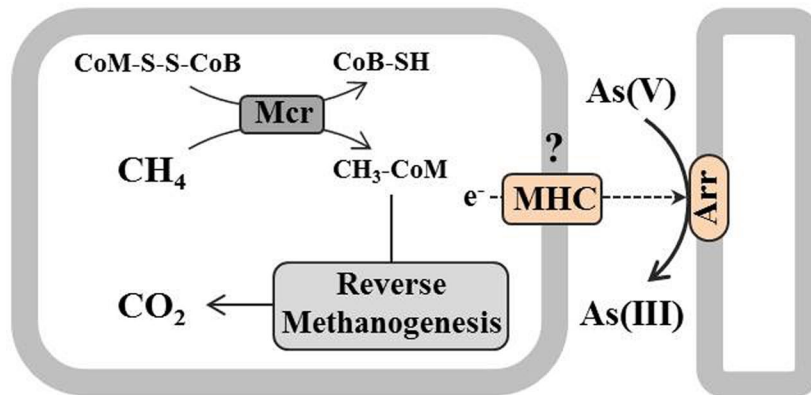 CoM-S-S-CoB
CoB-SH
Mcr
CH₄
CH₃-CoM
As(V)
?
e⁻
MHC
Arr
Reverse
Methanogenesis
CO₂
As(III)